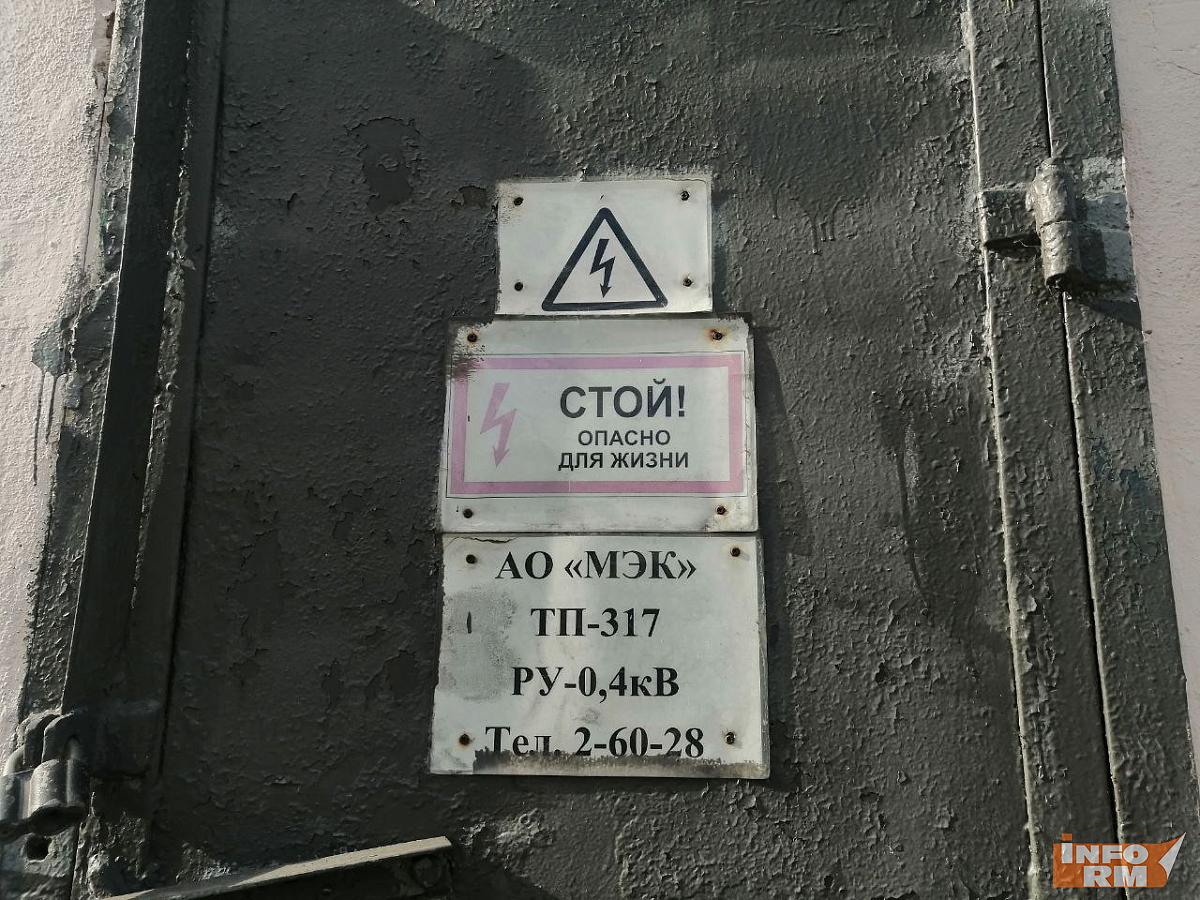 СТОЙ!
ОПАСНО
ДЛЯ ЖИЗНИ
АО «МЭК»
ТП-317
РУ-0,4кВ
Тел. 2-60-28
INFO
RM